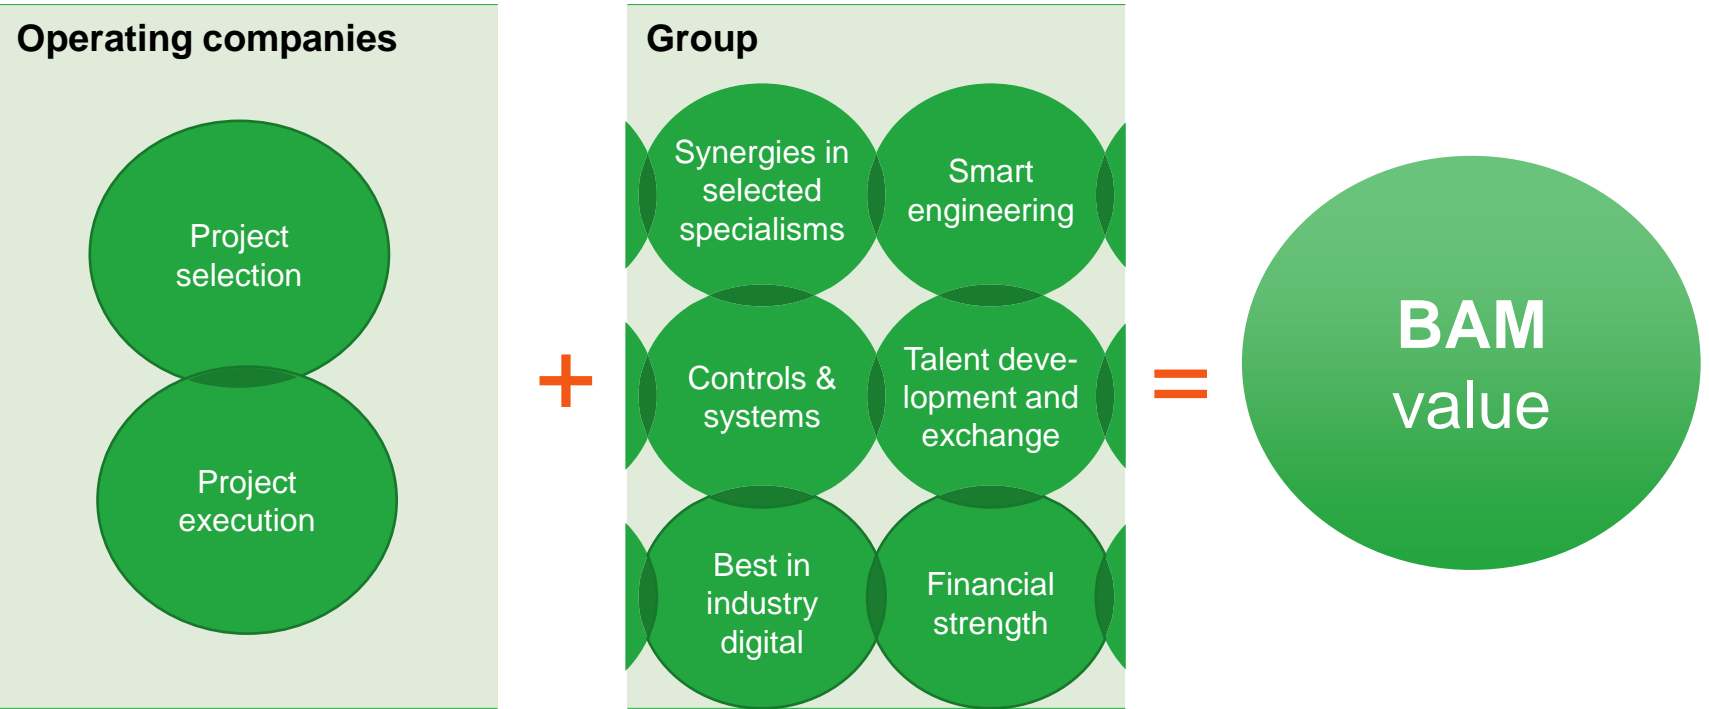 Operating companies
Project
selection
Project
execution
+
Group
Synergies in
selected
specialisms
Smart
engineering
Controls &
systems
Talent deve-
lopment and
exchange
Best in
industry
digital
Financial
strength
=
BAM
value